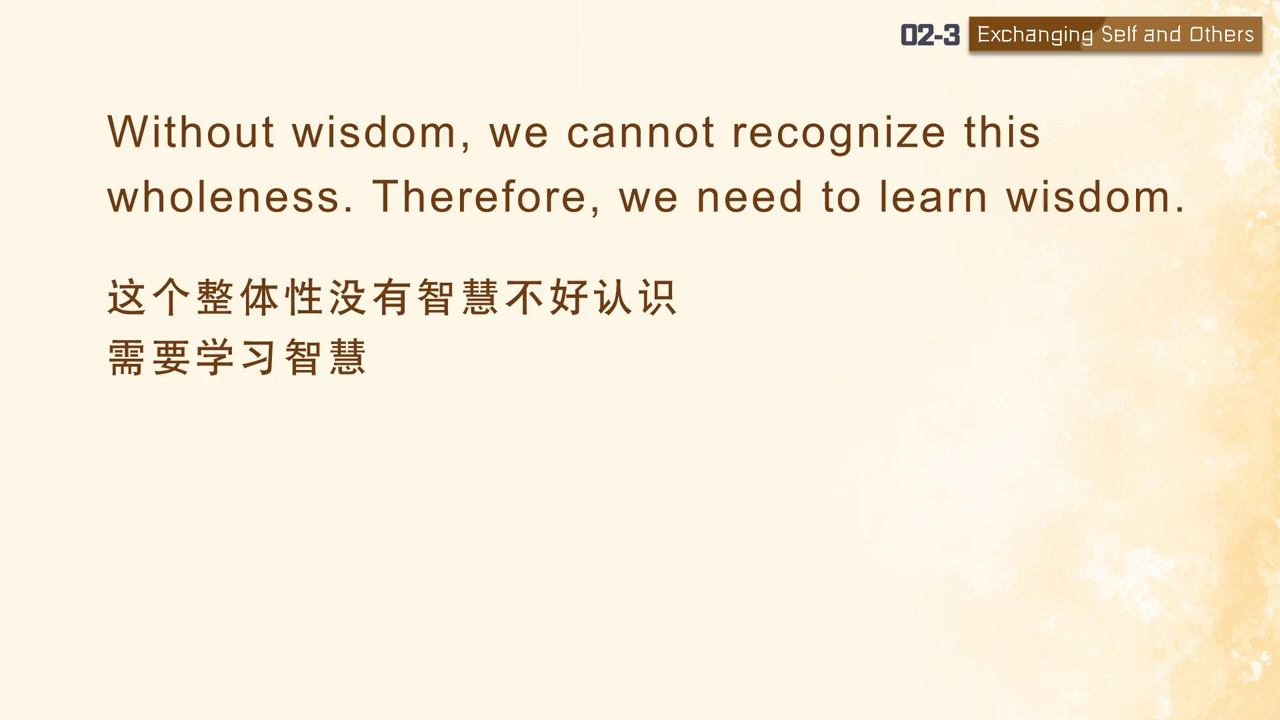 02-3 Exchanging Self and Others
Without wisdom, we cannot recognize this
wholeness. Therefore, we need to learn wisdom.
这个整体性没有智慧不好认识
需要学习智慧